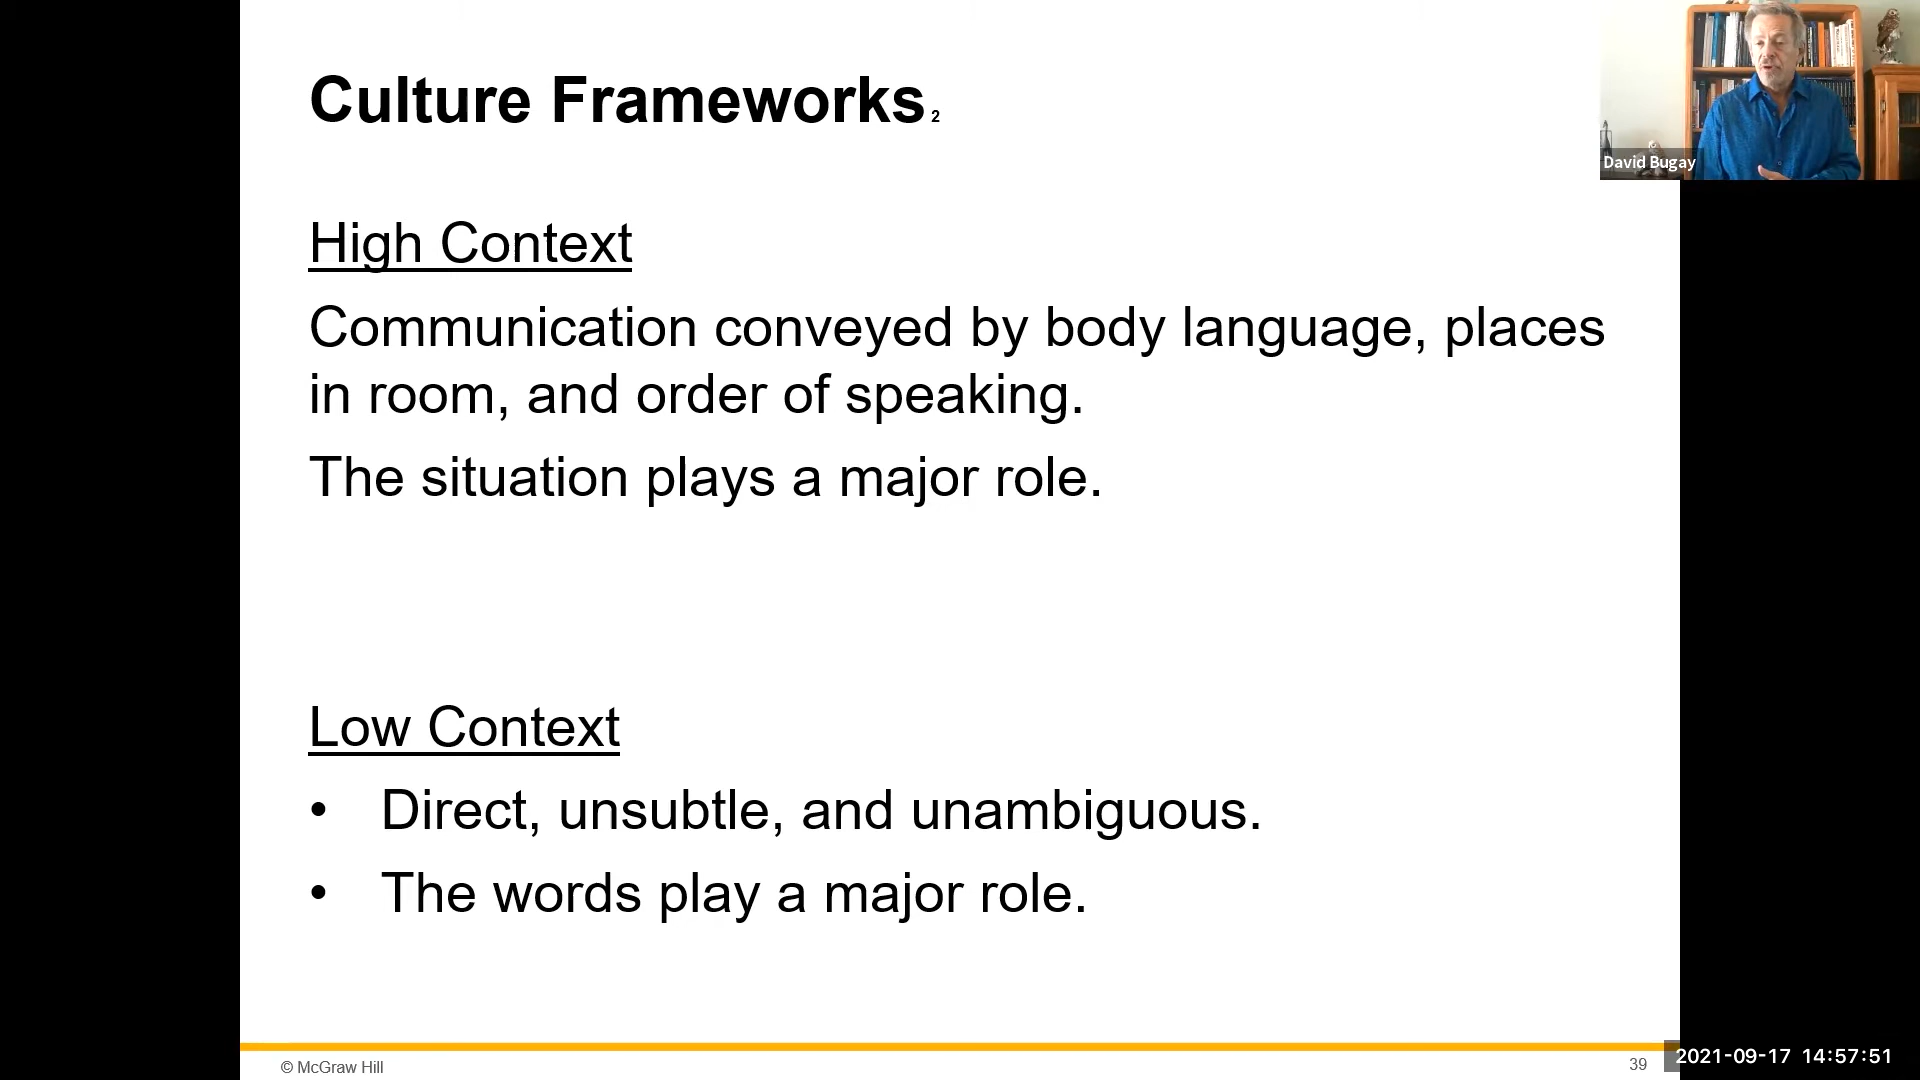 Culture Frameworks 2
David Bugay
High Context
Communication conveyed by body language, places
in room, and order of speaking.
The situation plays a major role.
Low Context
• Direct, unsubtle, and unambiguous.
• The words play a major role.
© McGraw Hill
39
2021-09-17 14:57:51